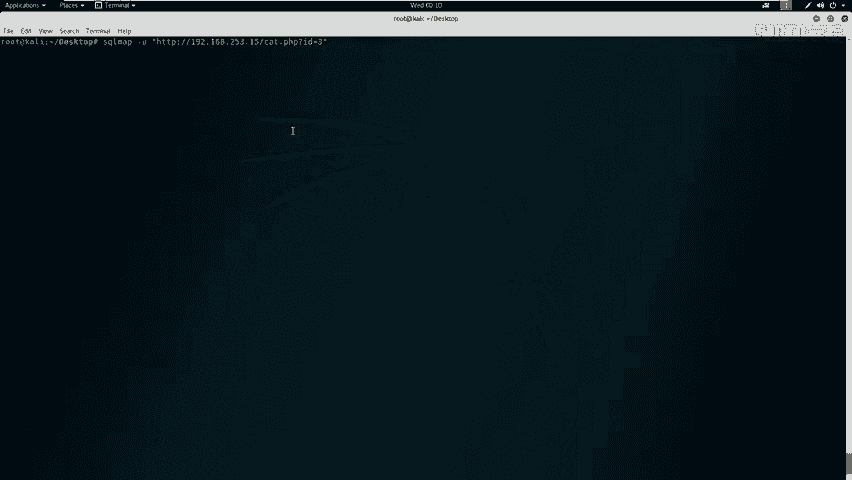 Applications Places Terminal Wed 00:10
root@kali: ~/Desktop
File Edit View Search Terminal Help
root@kali:~/Desktop# sqlmap -u "http://192.168.253.15/cat.php?id=3"